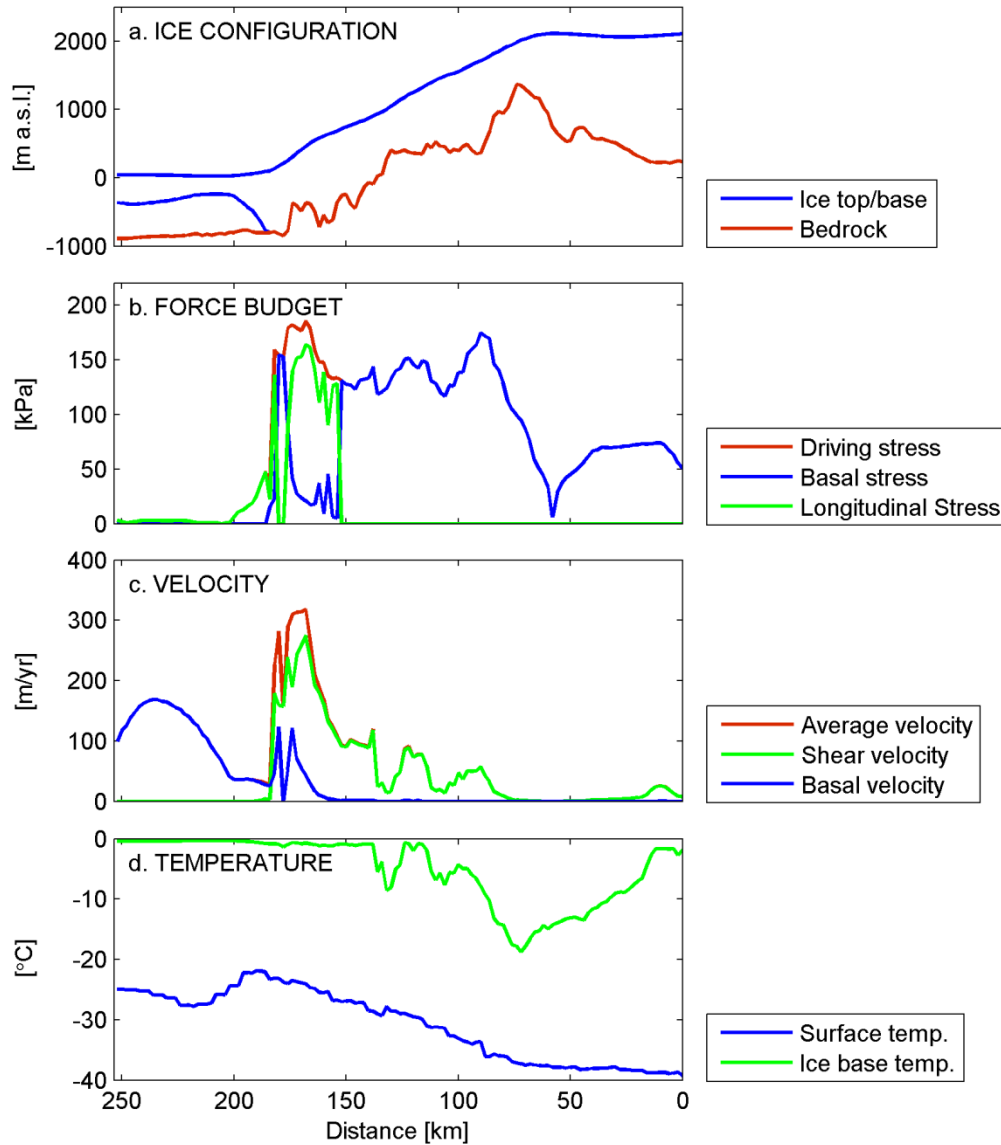 a. ICE CONFIGURATION
2000
1000
0
-1000
[m a.s.l.]
Ice top/base
Bedrock
b. FORCE BUDGET
200
150
100
50
0
[kPa]
Driving stress
Basal stress
Longitudinal Stress
c. VELOCITY
400
300
200
100
0
[m/yr]
Average velocity
Shear velocity
Basal velocity
d. TEMPERATURE
0
-10
-20
-30
-40
[°C]
Surface temp.
Ice base temp.
250 200 150 100 50 0
Distance [km]